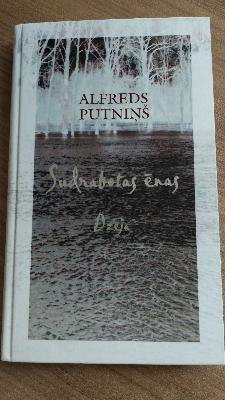 ALFREDS
PUTNIŅŠ
Sudrabotas ēnas
Dzeja